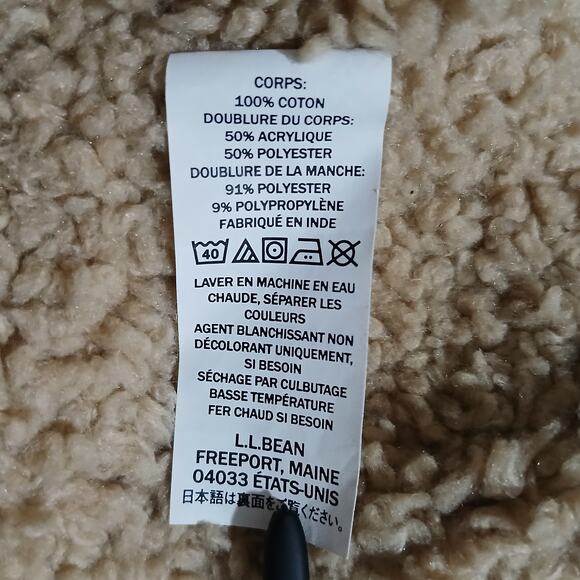 CORPS:
100% COTON
DOUBLURE DU CORPS:
50% ACRYLIQUE
50% POLYESTER
DOUBLURE DE LA MANCHE:
91% POLYESTER
9% POLYPROPYLÈNE
FABRIQUÉ EN INDE
40
LAVER EN MACHINE EN EAU
CHAUDE, SÉPARER LES
COULEURS
AGENT BLANCHISSANT NON
DÉCOLORANT UNIQUEMENT,
SI BESOIN
SÉCHAGE PAR CULBUTAGE
BASSE TEMPÉRATURE
FER CHAUD SI BESOIN
L.L.BEAN
FREEPORT, MAINE
04033 ÉTATS-UNIS
日本語は裏面をご覧ください。